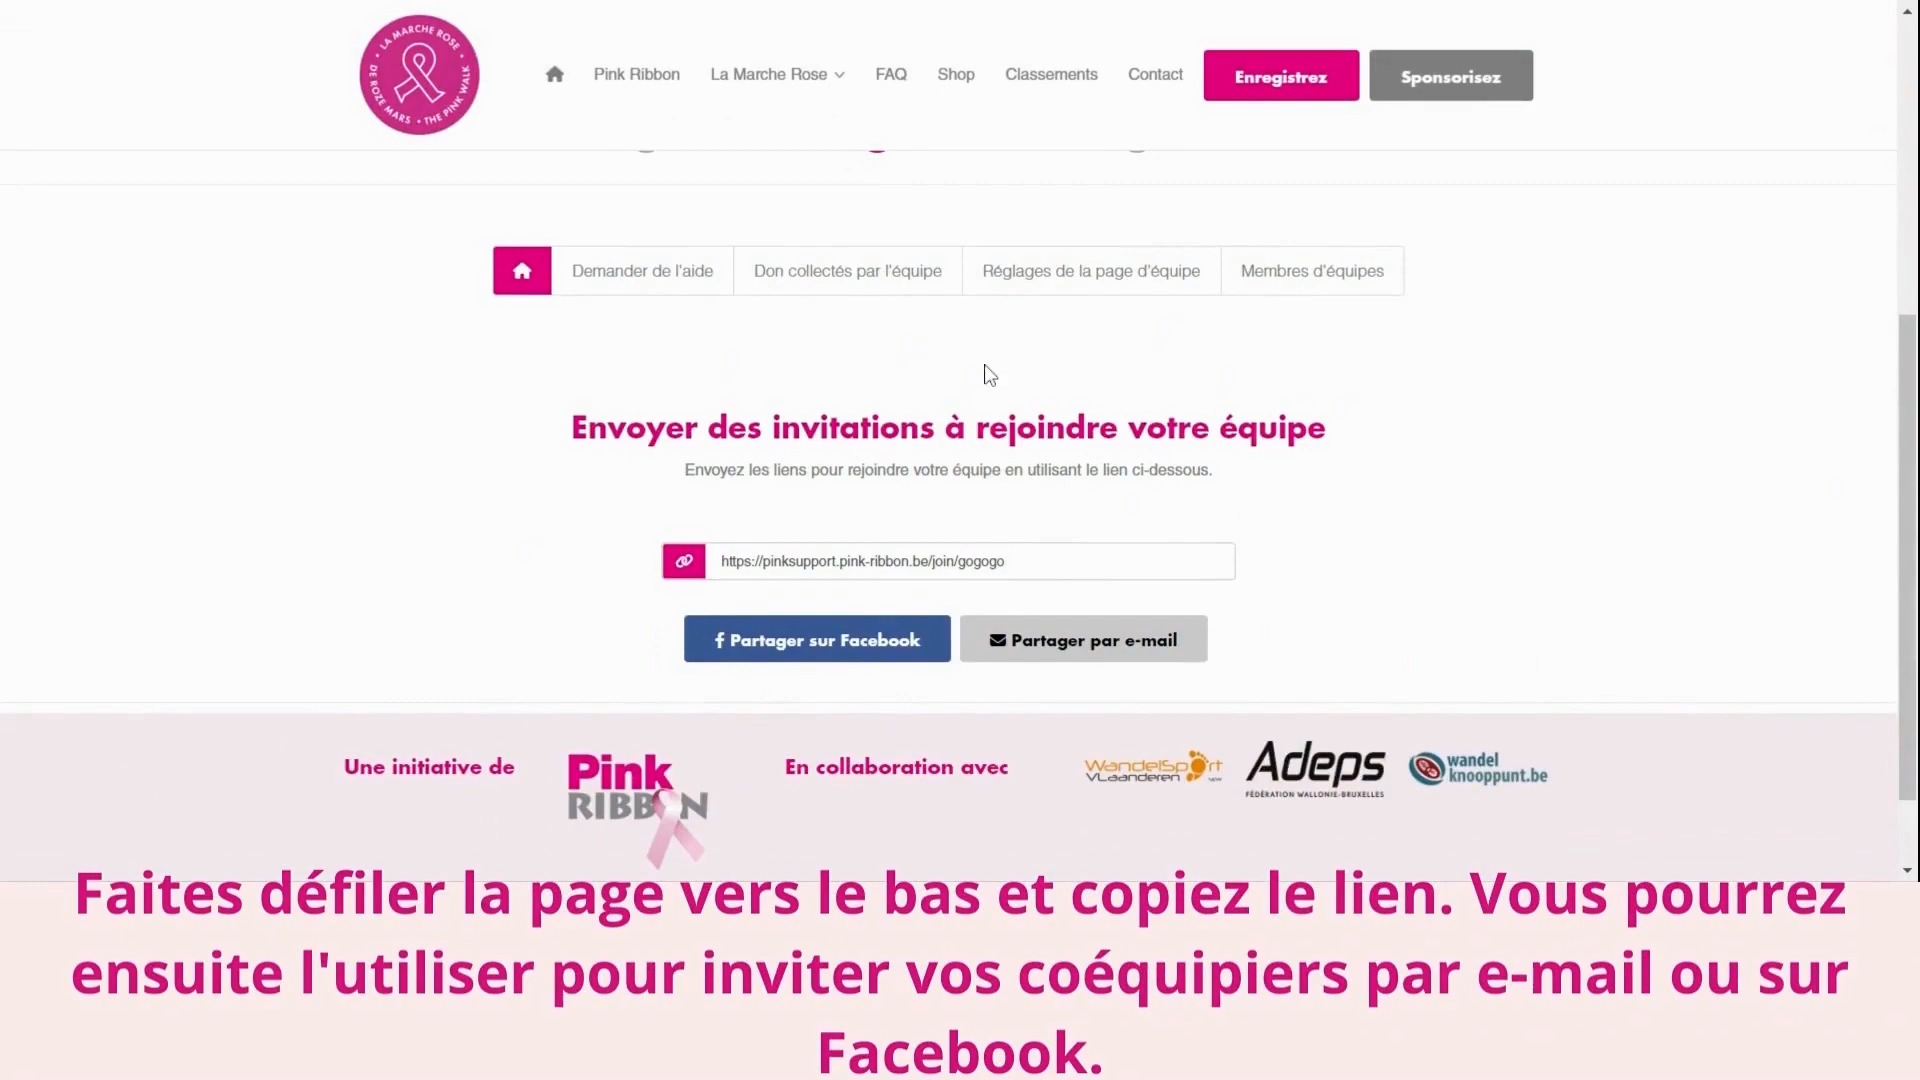 LA MARCHE ROSE • THE PINK WALK • DE ROZE MARS •
Pink Ribbon
La Marche Rose
FAQ
Shop
Classements
Contact
Enregistrez
Sponsorisez
Demander de l'aide
Don collectés par l'équipe
Réglages de la page d'équipe
Membres d'équipes
Envoyer des invitations à rejoindre votre équipe
Envoyez les liens pour rejoindre votre équipe en utilisant le lien ci-dessous.
https://pinksupport.pink-ribbon.be/join/gogogo
Partager sur Facebook
Partager par e-mail
Une initiative de
Pink
RIBBON
En collaboration avec
WandelSport
VLaanderen vzw
Adeps
FÉDÉRATION WALLONIE-BRUXELLES
wandel
knooppunt.be
Faites défiler la page vers le bas et copiez le lien. Vous pourrez
ensuite l'utiliser pour inviter vos coéquipiers par e-mail ou sur
Facebook.